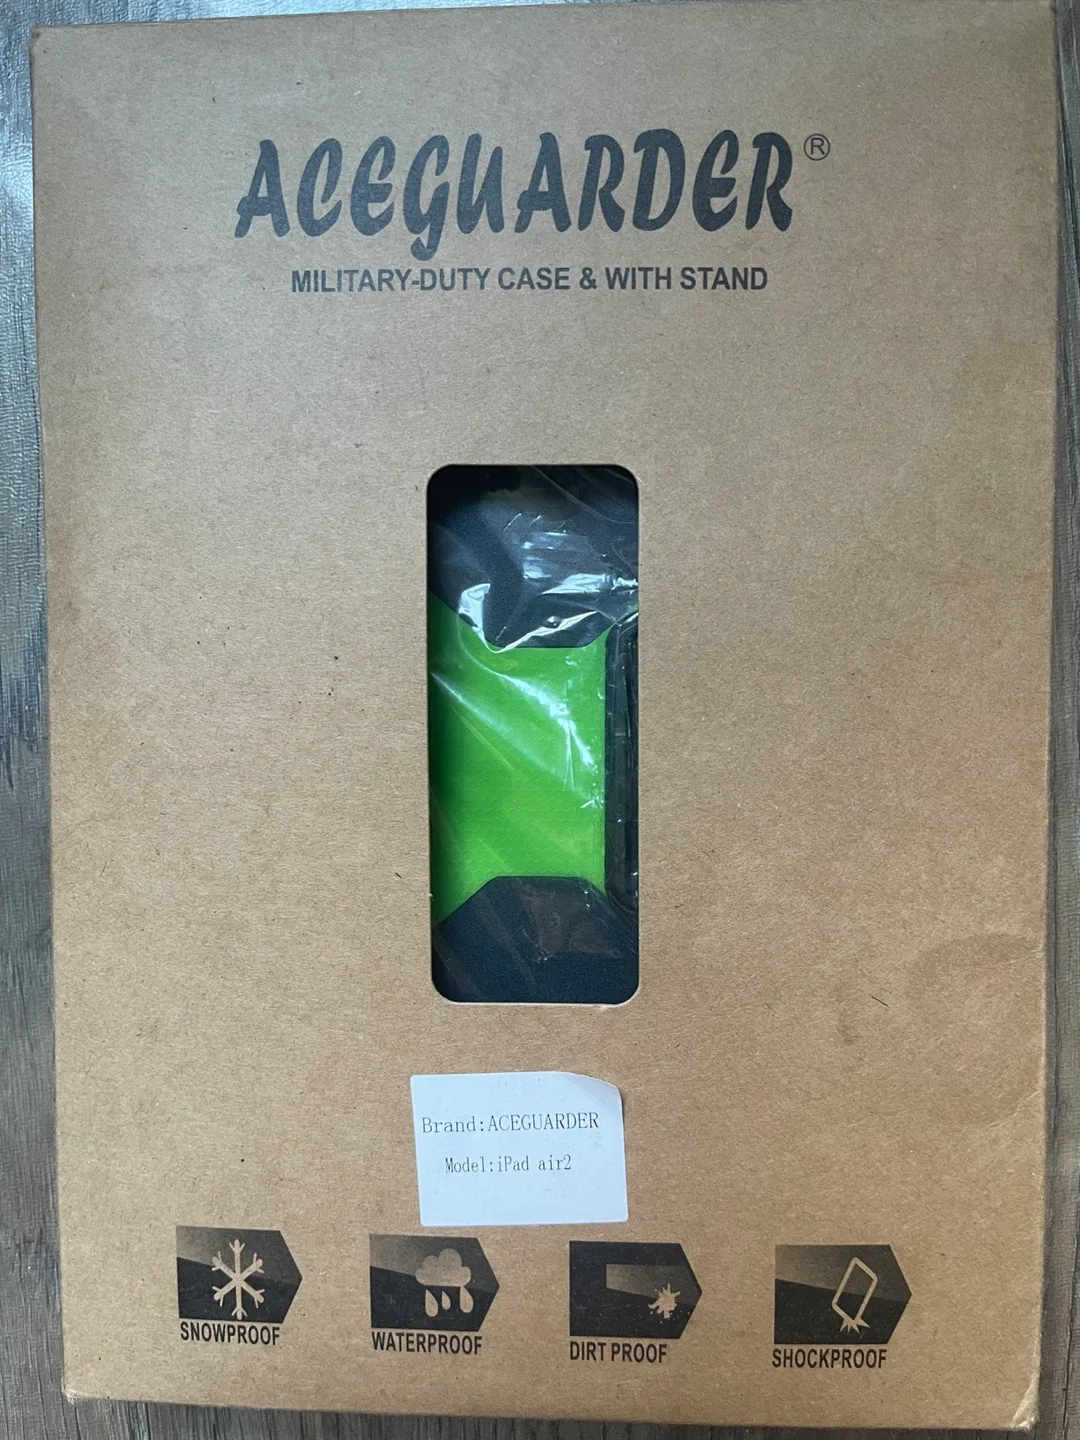 ACEGUARDER®
MILITARY-DUTY CASE & WITH STAND
Brand:ACEGUARDER
Model:iPad air2
SNOWPROOF
WATERPROOF
DIRT PROOF
SHOCKPROOF